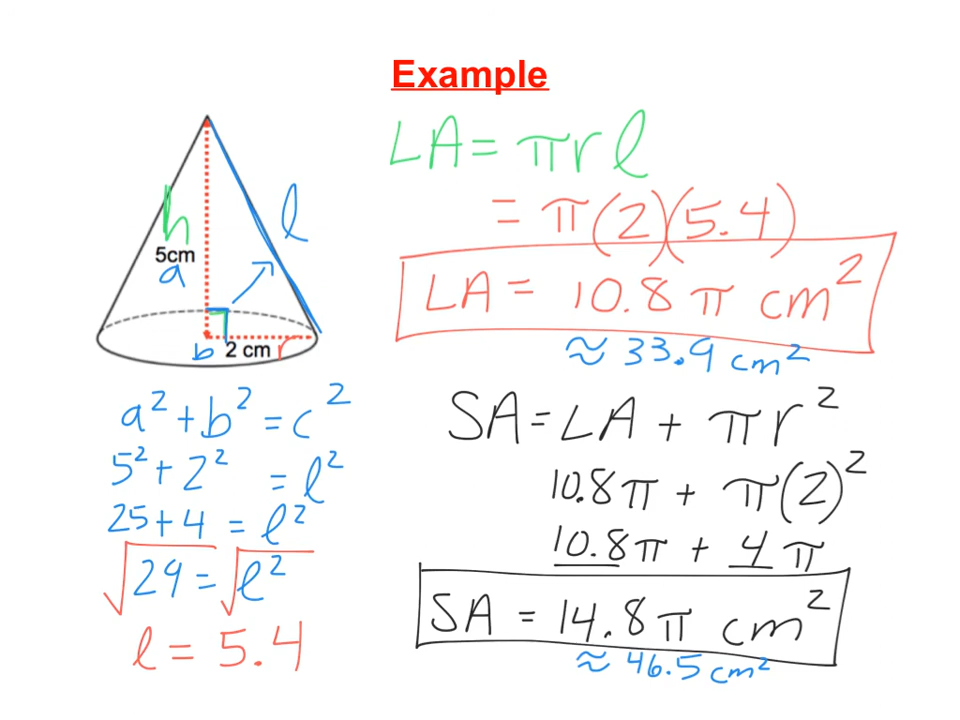 Example
h
l
5cm
a
b 2 cm r
a² + b² = c²
5² + 2² = l²
25 + 4 = l²
√29 = √l²
l = 5.4
LA = πrl
= π(2)(5.4)
LA = 10.8π cm²
≈ 33.9 cm²
SA = LA + πr²
10.8π + π(2)²
10.8π + 4π
SA = 14.8π cm²
≈ 46.5 cm²